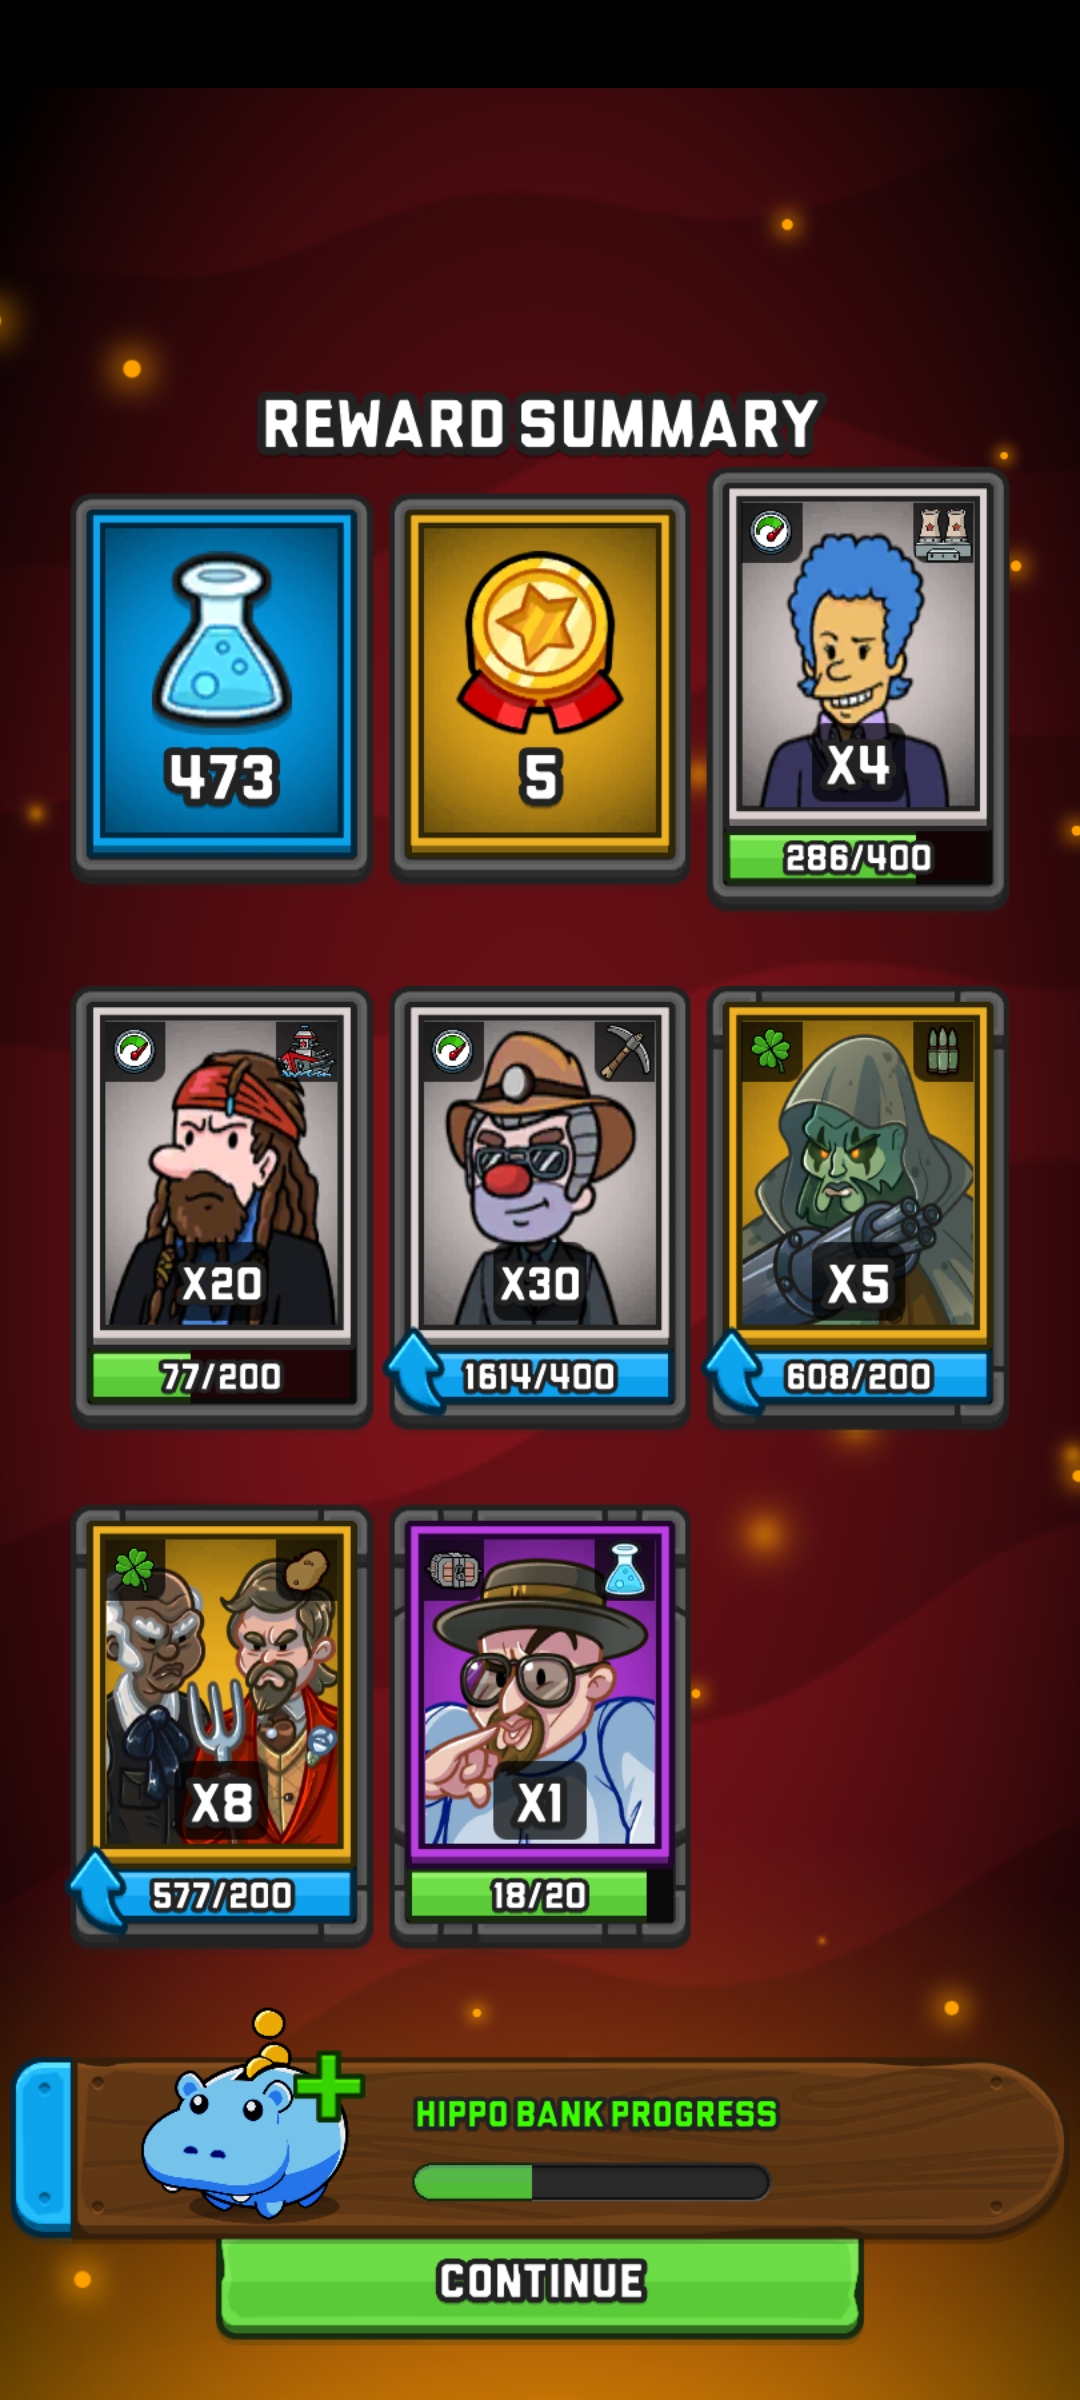 REWARD SUMMARY
473
5
X4
286/400
X20
X30
X5
77/200
1614/400
608/200
X8
X1
577/200
18/20
HIPPO BANK PROGRESS
CONTINUE